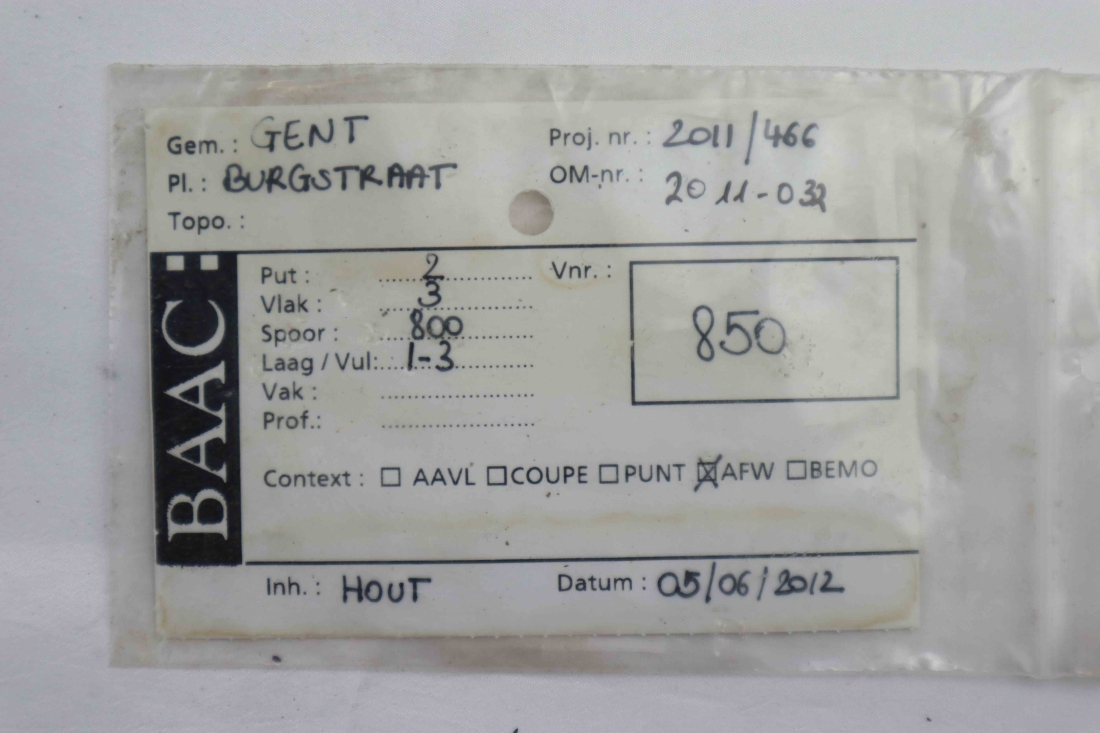 Gem.: GENT Proj. nr.: 2011/466
Pl.: BURGSTRAAT OM-nr.: 2011-032
Topo.:
BAAC
Put: 2 Vnr.: 850
Vlak: 3
Spoor: 800
Laag / Vul: 1-3
Vak:
Prof.:
Context: ☐ AAVL ☐ COUPE ☐ PUNT ☒ AFW ☐ BEMO
Inh.: HOUT Datum: 05/06/2012